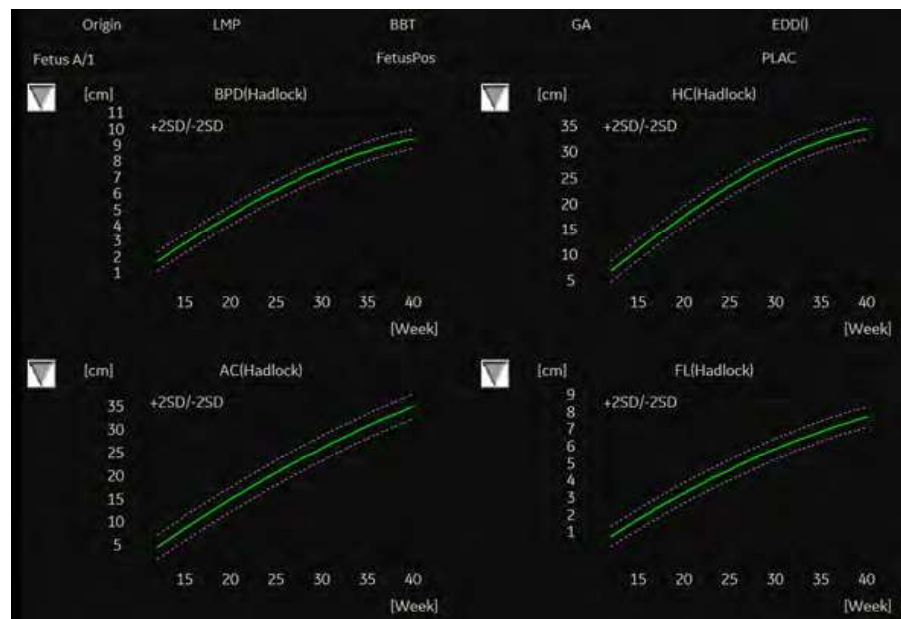 Origin LMP BBT GA EDD()
Fetus A/1 FetusPos PLAC
[cm] BPD(Hadlock)
+2SD/-2SD
11
10
9
8
7
6
5
4
3
2
1
15 20 25 30 35 40
[Week]
[cm] HC(Hadlock)
+2SD/-2SD
35
30
25
20
15
10
5
15 20 25 30 35 40
[Week]
[cm] AC(Hadlock)
+2SD/-2SD
35
30
25
20
15
10
5
15 20 25 30 35 40
[Week]
[cm] FL(Hadlock)
+2SD/-2SD
9
8
7
6
5
4
3
2
1
15 20 25 30 35 40
[Week]